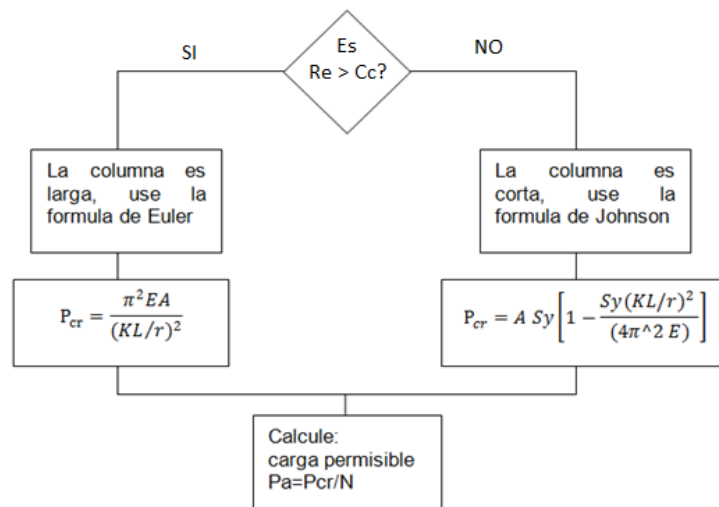 Es
Re > Cc?
SI
NO
La columna es
larga, use la
formula de Euler
La columna es
corta, use la
formula de Johnson
P_cr = π²EA / (KL/r)²
P_cr = A Sy[1 − Sy(KL/r)² / (4π^2 E)]
Calcule:
carga permisible
Pa=Pcr/N